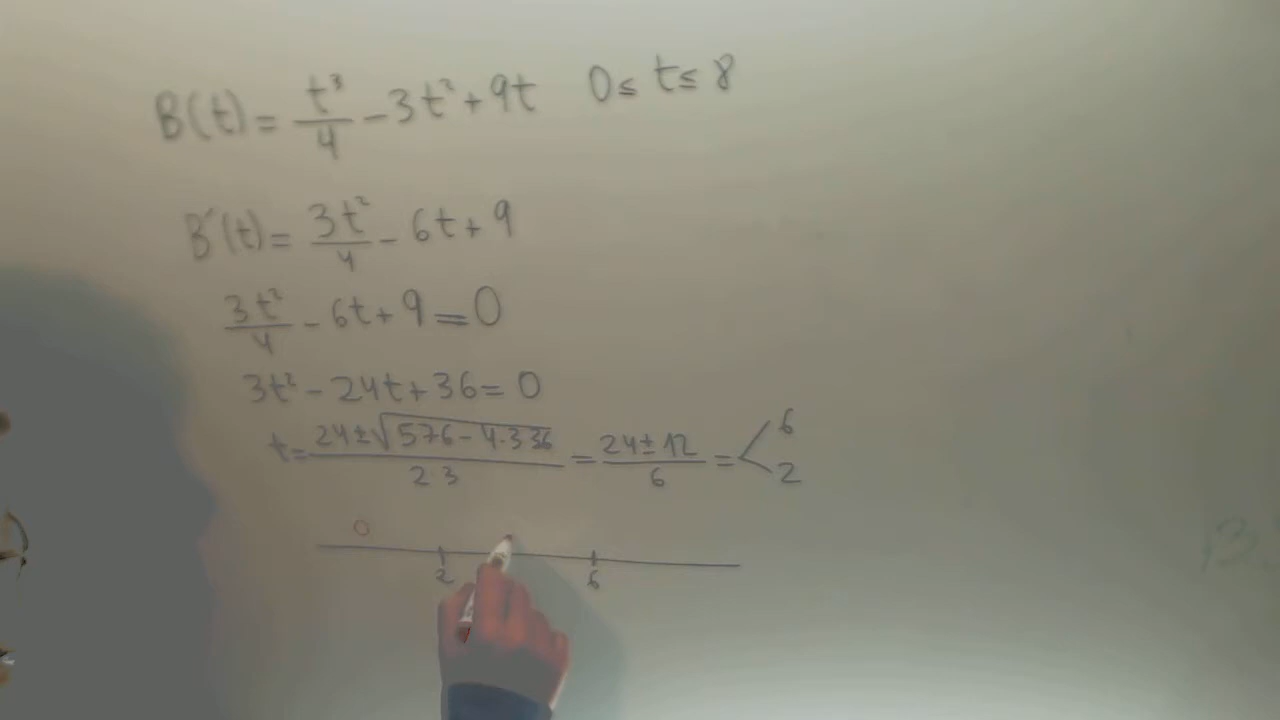 B(t) = t³/4 - 3t² + 9t 0 ≤ t ≤ 8
B'(t) = 3t²/4 - 6t + 9
3t²/4 - 6t + 9 = 0
3t² - 24t + 36 = 0
t = (24 ± √(576 - 4·3·36))/(2·3) = (24 ± 12)/6 = < 6 2
0
2 6